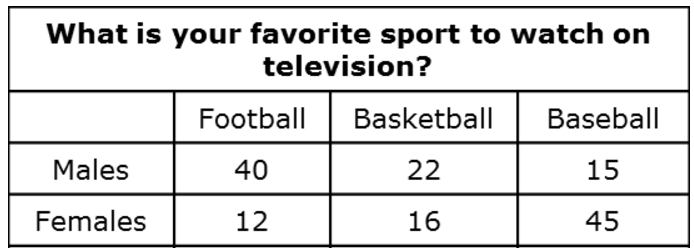 What is your favorite sport to watch on
television?
Football Basketball Baseball
Males 40 22 15
Females 12 16 45